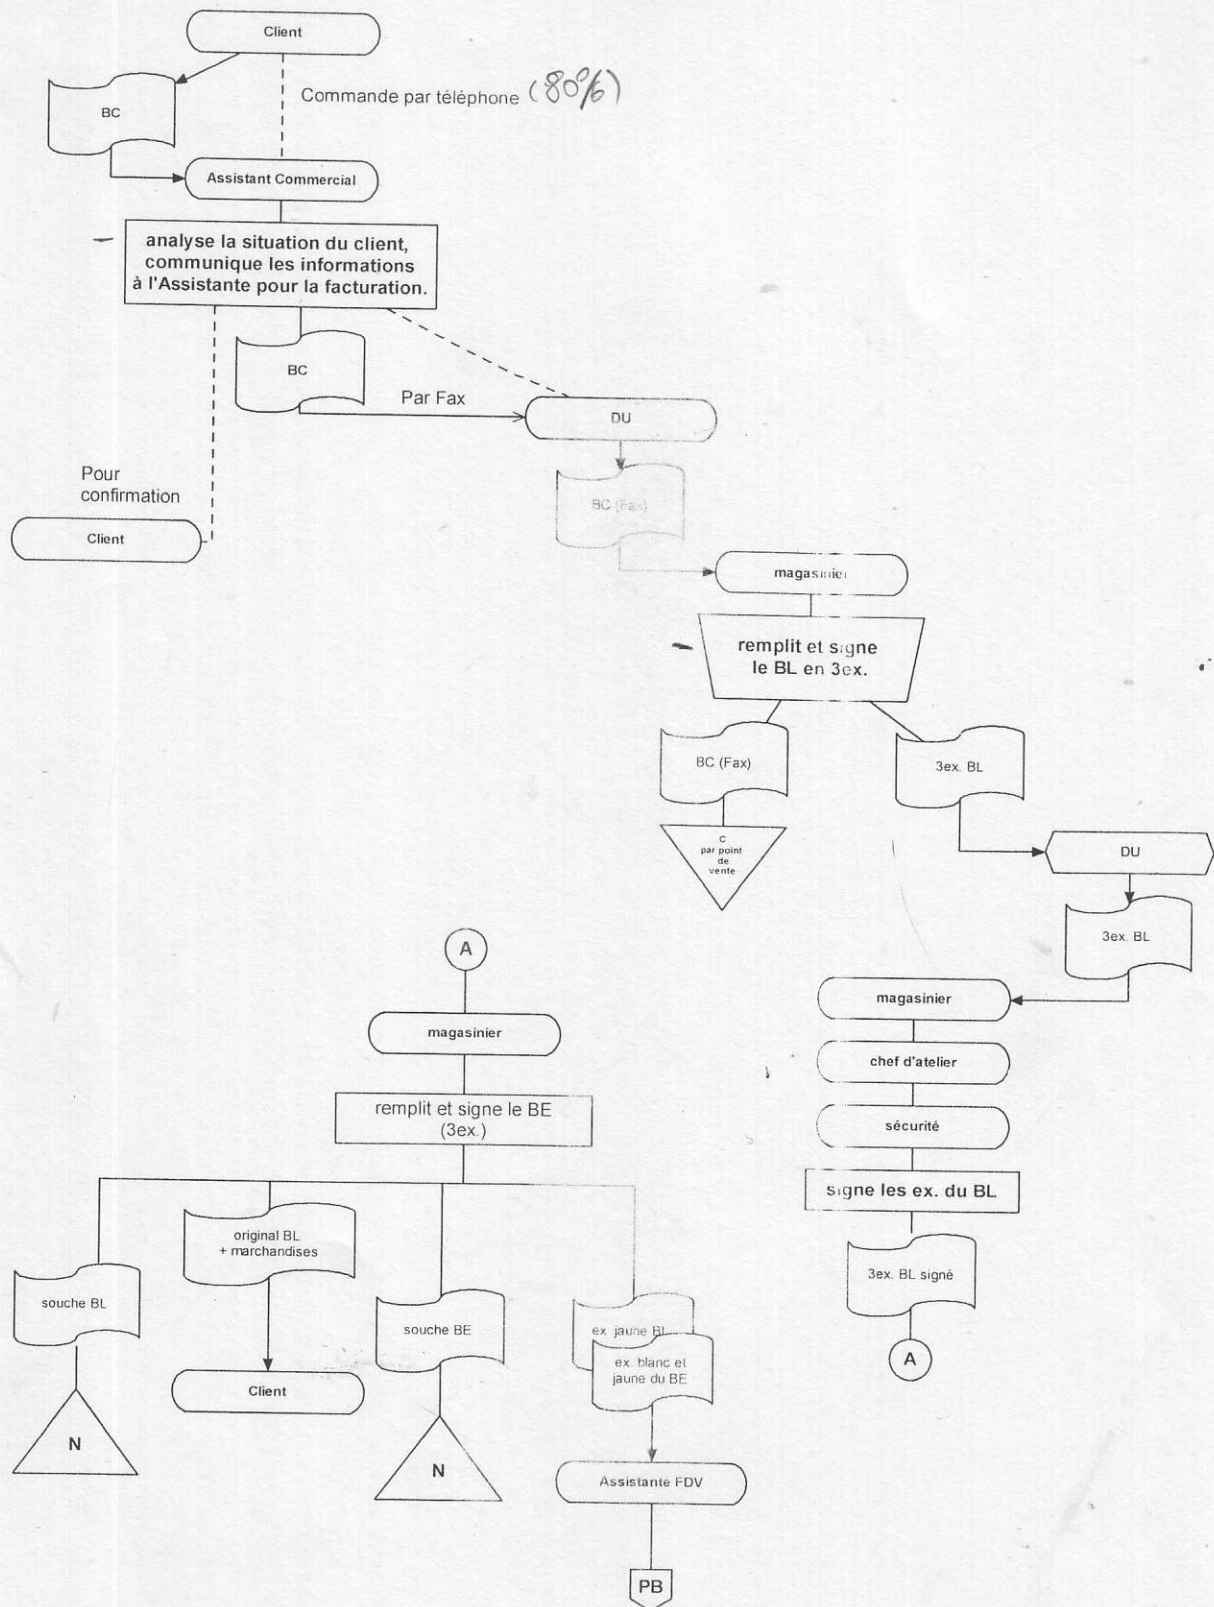 Client
BC
Commande par téléphone (80%)
Assistant Commercial
analyse la situation du client,
communique les informations
à l'Assistante pour la facturation.
BC
Par Fax
DU
BC (Fax)
Pour
confirmation
Client
magasinier
remplit et signe
le BL en 3ex.
BC (Fax)
3ex. BL
C
par point
de
vente
DU
3ex. BL
magasinier
chef d'atelier
sécurité
signe les ex. du BL
3ex. BL signé
A
A
magasinier
remplit et signe le BE
(3ex.)
souche BL
N
original BL
+ marchandises
Client
souche BE
N
ex. jaune BL
ex. blanc et
jaune du BE
Assistante FDV
PB